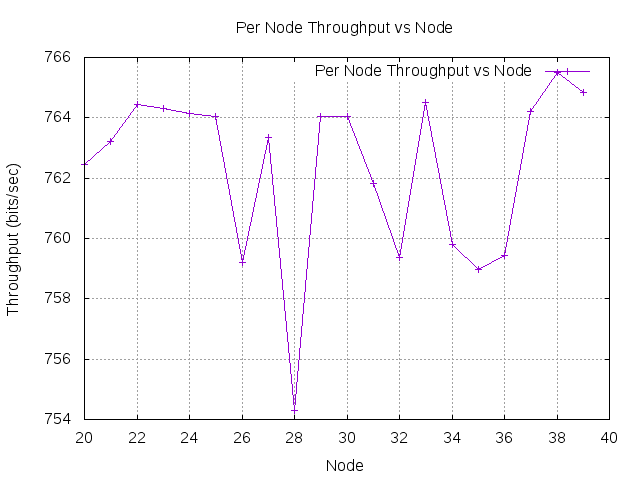 Per Node Throughput vs Node
Per Node Throughput vs Node
766
764
762
760
758
756
754
Throughput (bits/sec)
20 22 24 26 28 30 32 34 36 38 40
Node